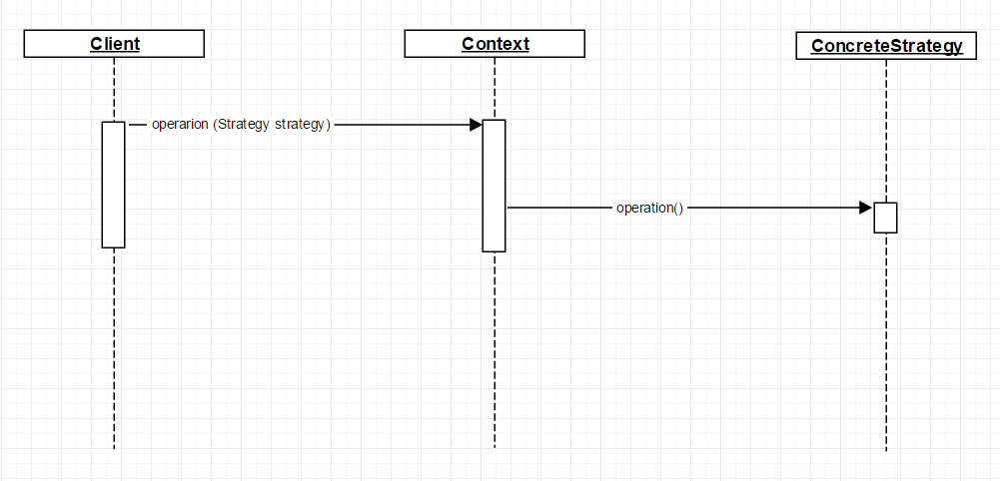 Client
Context
ConcreteStrategy
operarion (Strategy strategy)
operation()